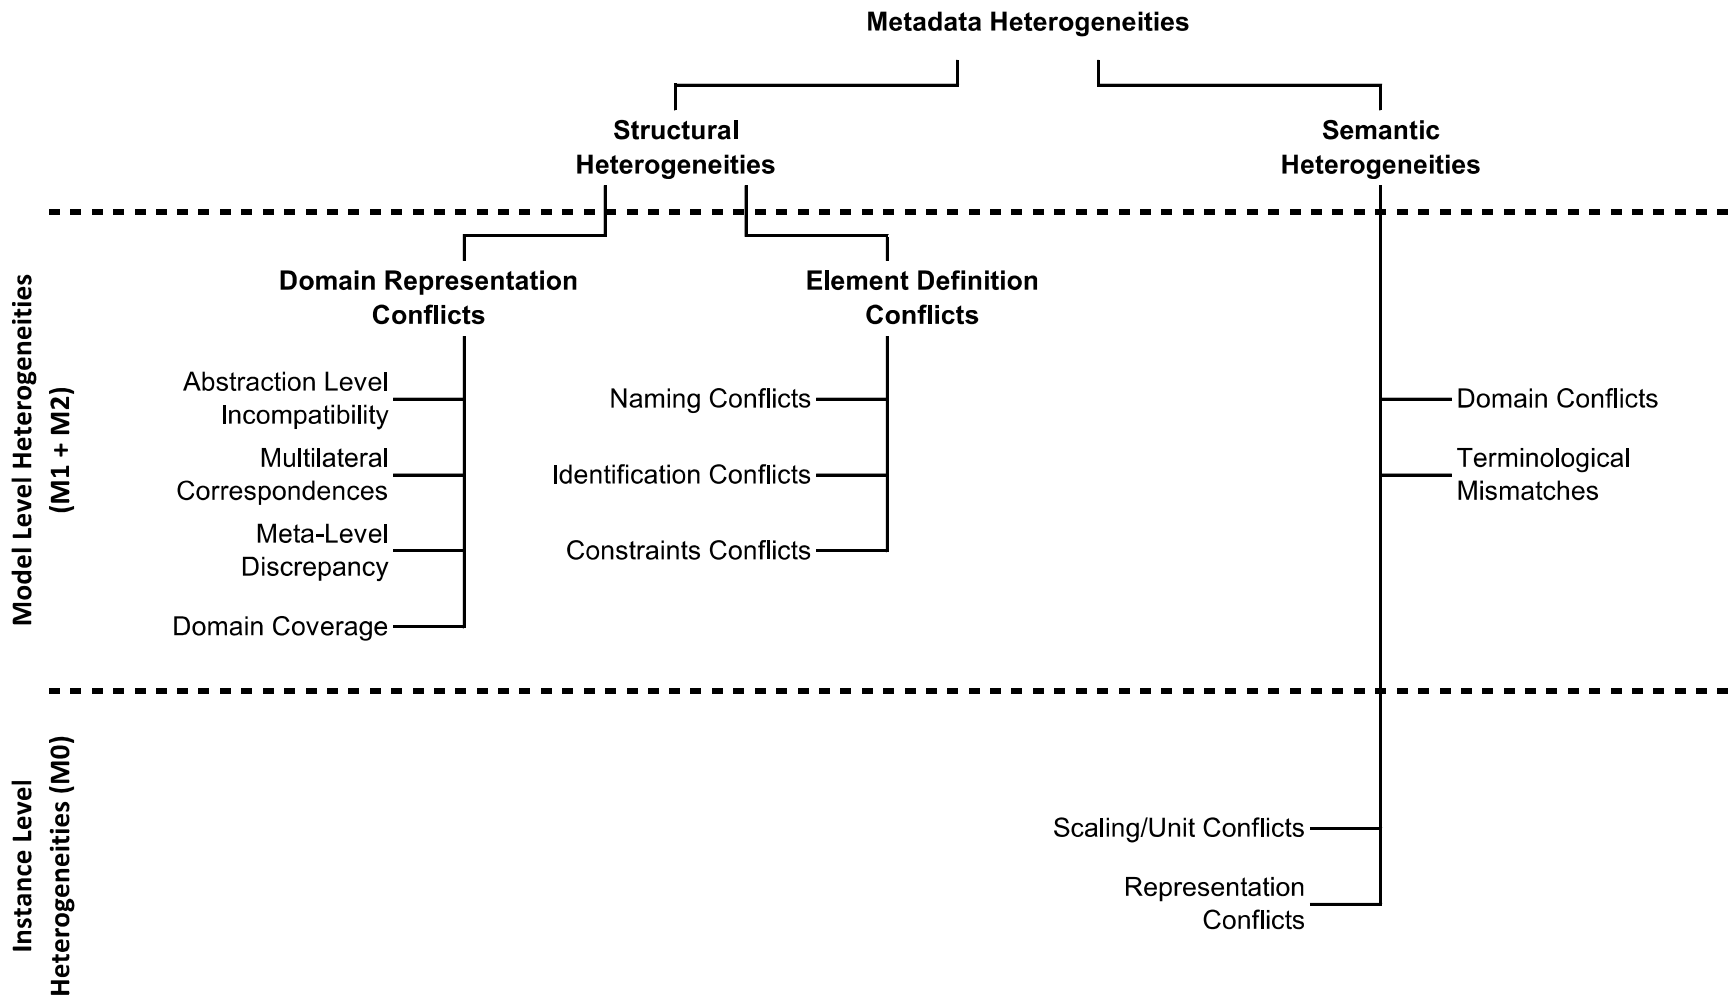 Metadata Heterogeneities
Structural
Heterogeneities
Semantic
Heterogeneities
Model Level Heterogeneities
(M1 + M2)
Domain Representation
Conflicts
Abstraction Level
Incompatibility
Multilateral
Correspondences
Meta-Level
Discrepancy
Domain Coverage
Element Definition
Conflicts
Naming Conflicts
Identification Conflicts
Constraints Conflicts
Domain Conflicts
Terminological
Mismatches
Instance Level
Heterogeneities (M0)
Scaling/Unit Conflicts
Representation
Conflicts